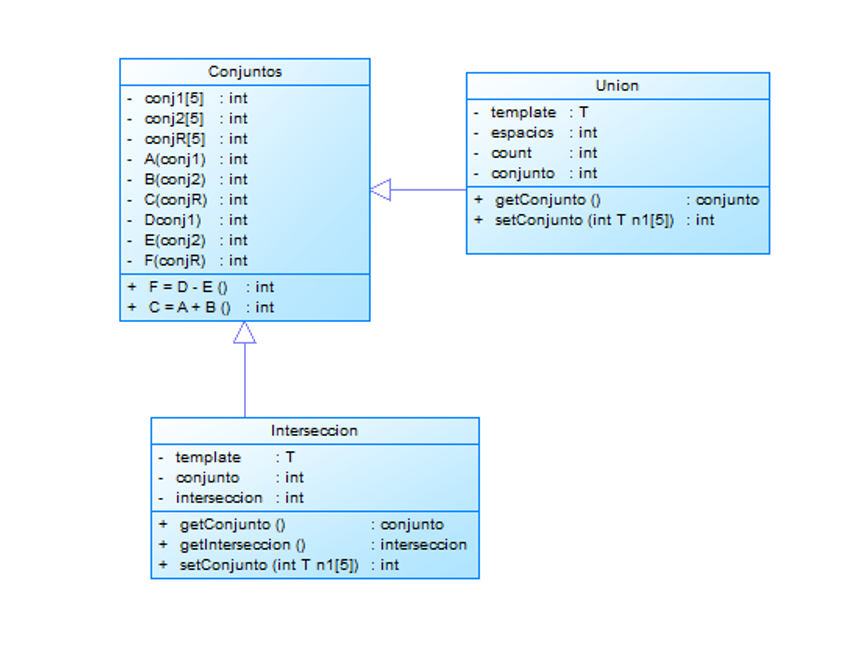 Conjuntos
- conj1[5] : int
- conj2[5] : int
- conjR[5] : int
- A(conj1) : int
- B(conj2) : int
- C(conjR) : int
- Dconj1) : int
- E(conj2) : int
- F(conjR) : int
+ F = D - E () : int
+ C = A + B () : int
Union
- template : T
- espacios : int
- count : int
- conjunto : int
+ getConjunto () : conjunto
+ setConjunto (int T n1[5]) : int
Interseccion
- template : T
- conjunto : int
- interseccion : int
+ getConjunto () : conjunto
+ getInterseccion () : interseccion
+ setConjunto (int T n1[5]) : int